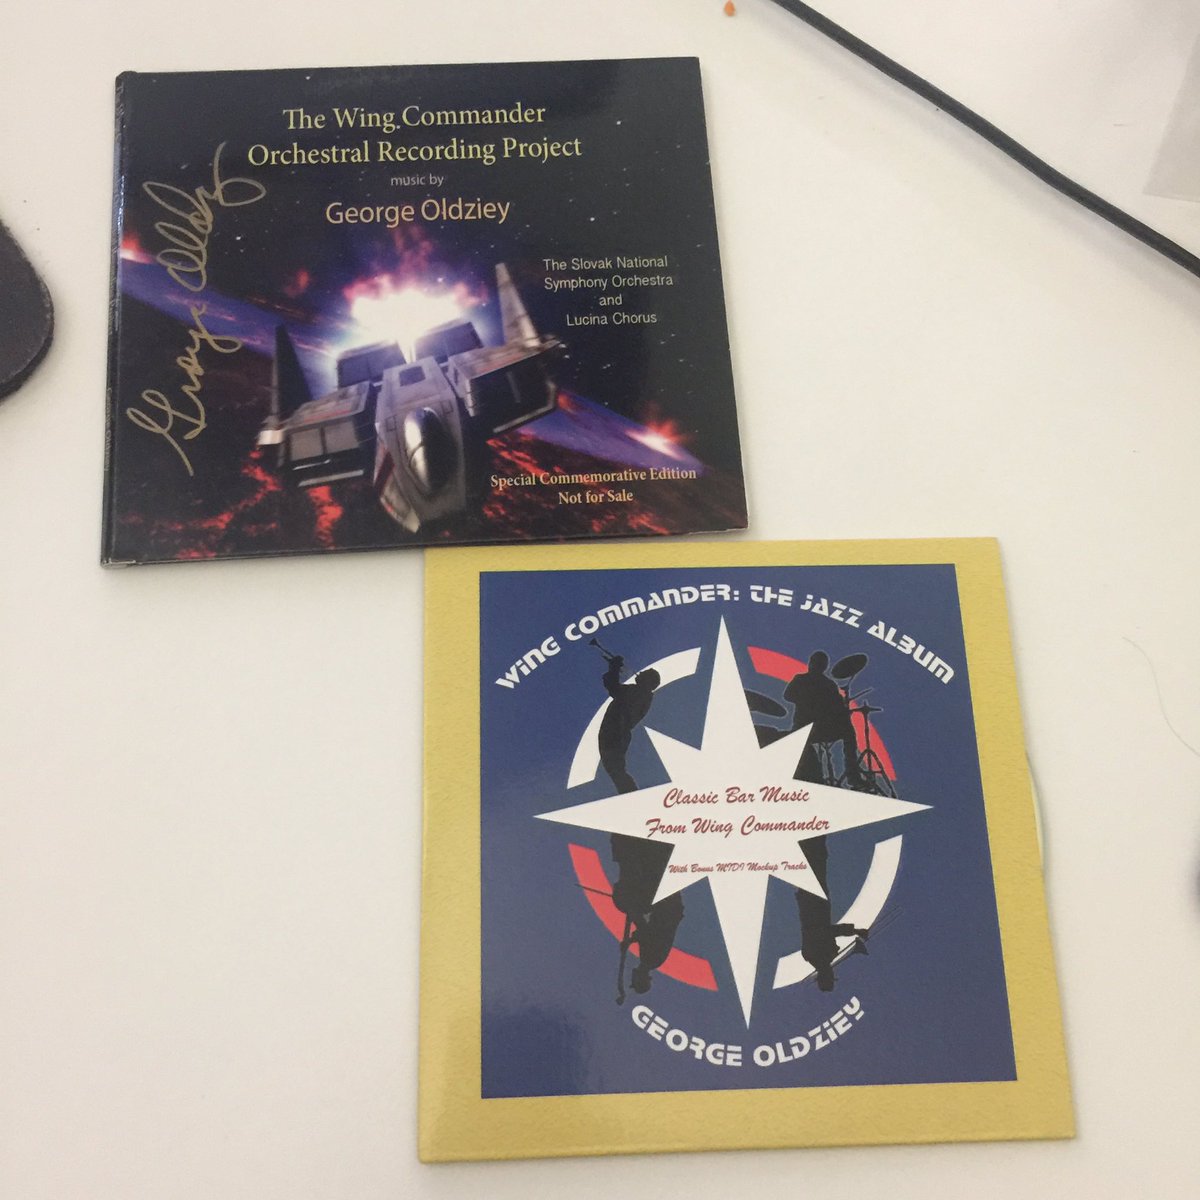 The Wing Commander
Orchestral Recording Project
music by
George Oldziey
The Slovak National
Symphony Orchestra
and
Lucina Chorus
George Oldziey
Special Commemorative Edition
Not for Sale
WING COMMANDER: THE JAZZ ALBUM
Classic Bar Music
From Wing Commander
With Bonus MIDI Mockup Tracks
GEORGE OLDZIEY